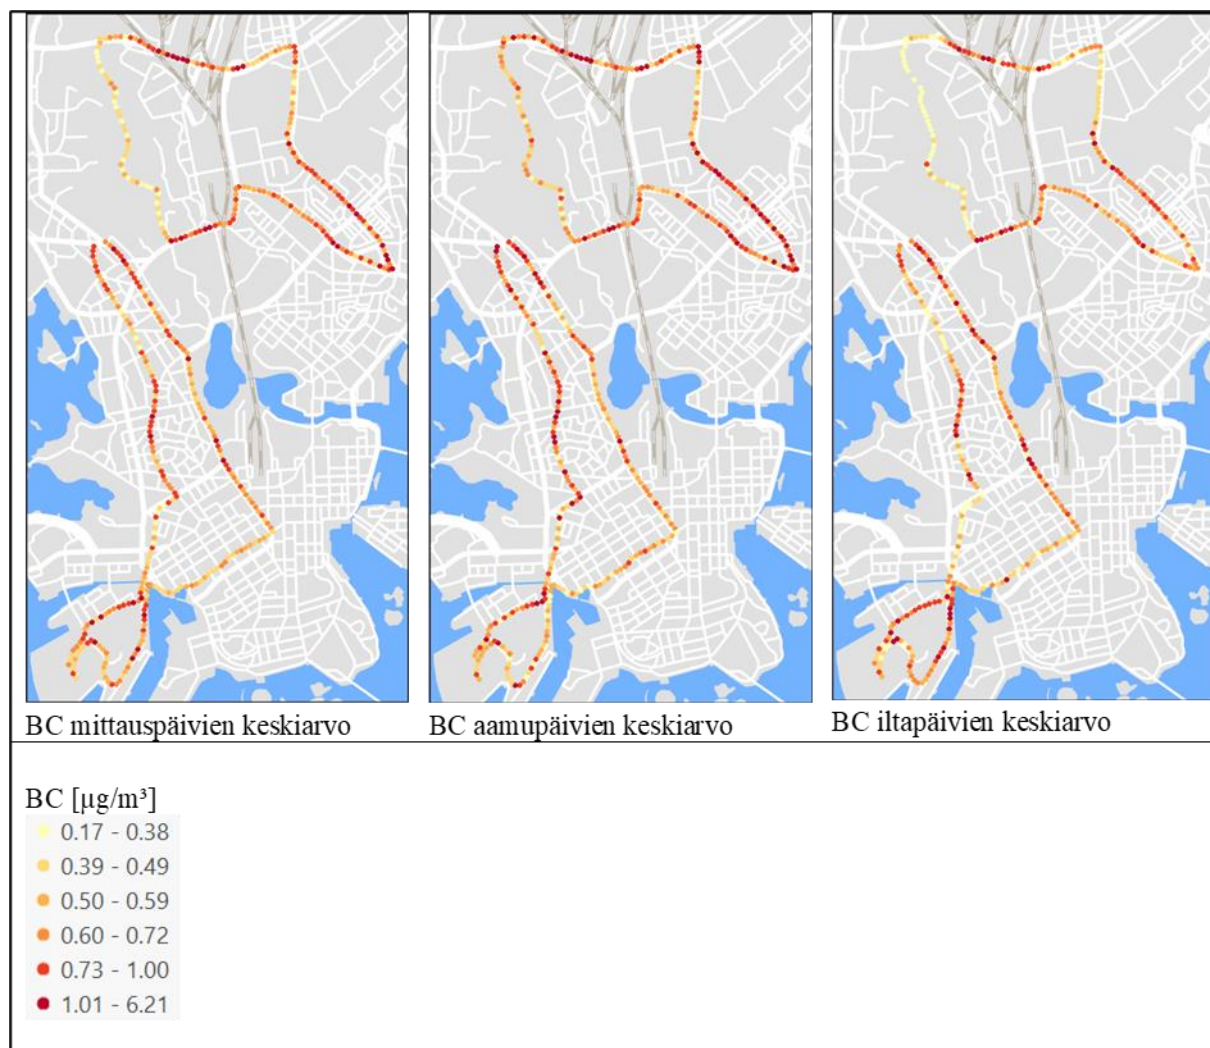 BC mittauspäivien keskiarvo
BC aamupäivien keskiarvo
BC iltapäivien keskiarvo
BC [µg/m³]
0.17 - 0.38
0.39 - 0.49
0.50 - 0.59
0.60 - 0.72
0.73 - 1.00
1.01 - 6.21